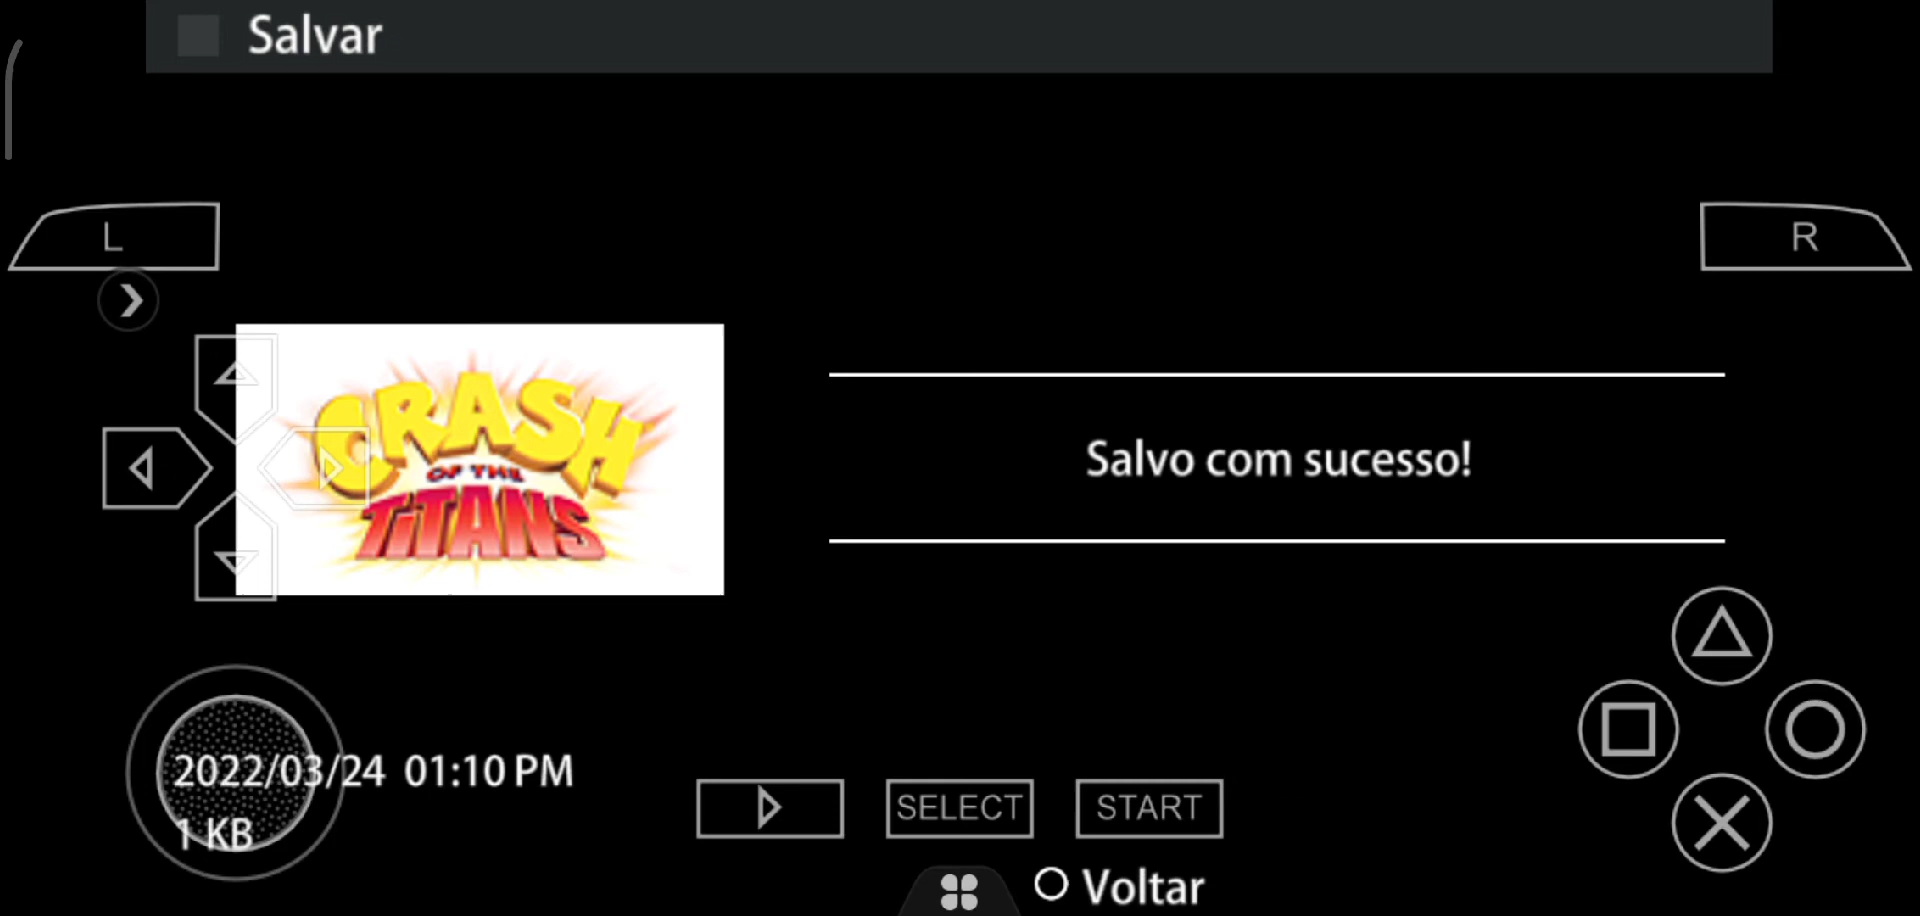 Salvar
L
R
CRASH
OF THE
TITANS
Salvo com sucesso!
2022/03/24 01:10 PM
1 KB
SELECT
START
Voltar